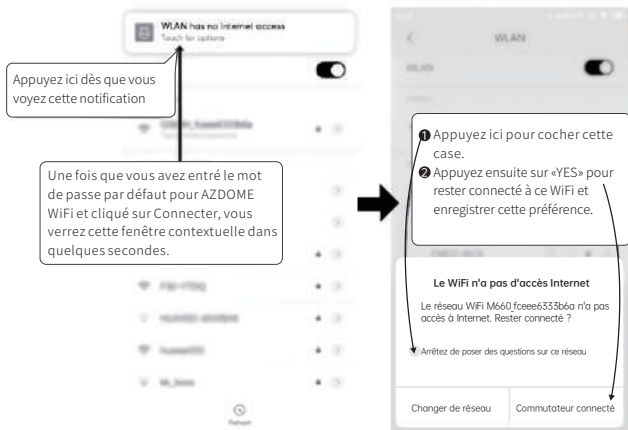 WLAN has no Internet access
Touch for options
Appuyez ici dès que vous
voyez cette notification
Une fois que vous avez entré le mot
de passe par défaut pour AZDOME
WiFi et cliqué sur Connecter, vous
verrez cette fenêtre contextuelle dans
quelques secondes.
Refresh
WLAN
WLAN
❶ Appuyez ici pour cocher cette
case.
❷ Appuyez ensuite sur «YES» pour
rester connecté à ce WiFi et
enregistrer cette préférence.
Le WiFi n'a pas d'accès Internet
Le réseau WiFi M660_fceee6333b6a n'a pas
accès à Internet. Rester connecté ?
Arrêtez de poser des questions sur ce réseau
Changer de réseau
Commutateur connecté